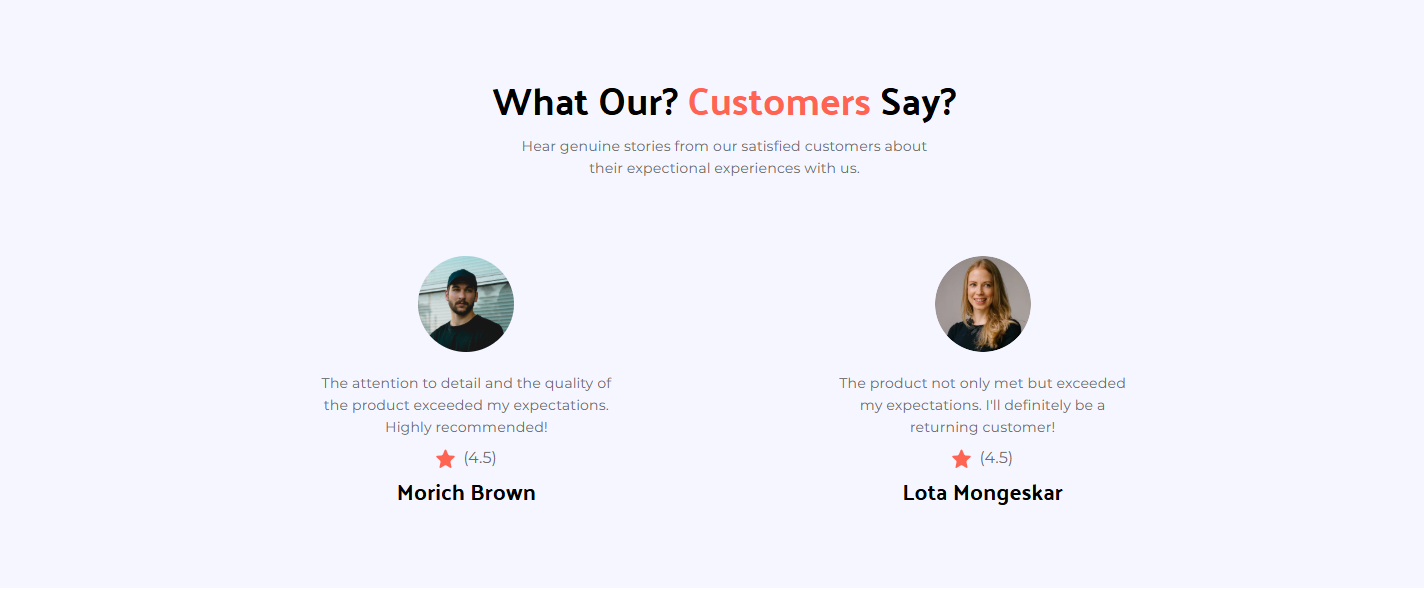 What Our? Customers Say?
Hear genuine stories from our satisfied customers about
their expectional experiences with us.
The attention to detail and the quality of
the product exceeded my expectations.
Highly recommended!
(4.5)
Morich Brown
The product not only met but exceeded
my expectations. I'll definitely be a
returning customer!
(4.5)
Lota Mongeskar